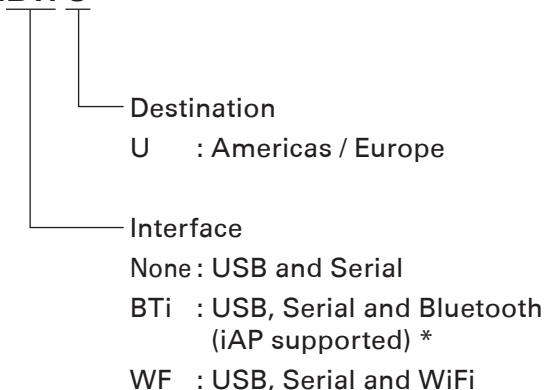 Destination
U : Americas / Europe
Interface
None : USB and Serial
BTi : USB, Serial and Bluetooth
(iAP supported) *
WF : USB, Serial and WiFi